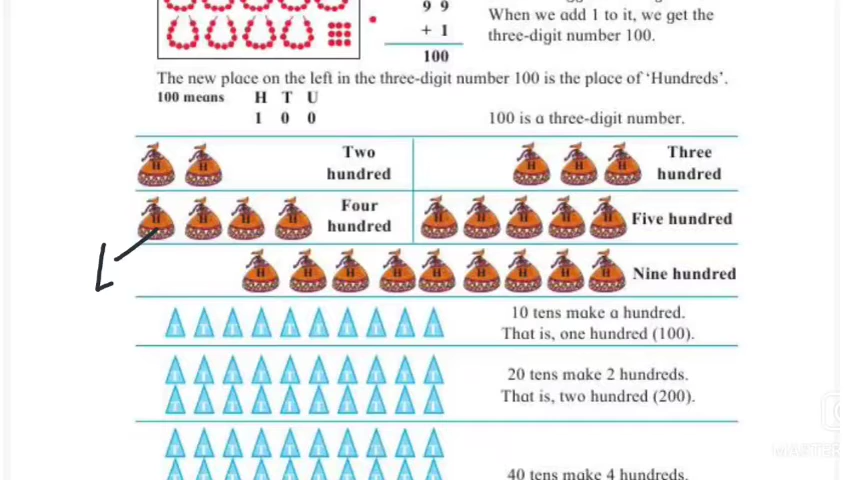 9 9
When we add 1 to it, we get the
+ 1
three-digit number 100.
100
The new place on the left in the three-digit number 100 is the place of ‘Hundreds’.
100 means H T U
1 0 0 100 is a three-digit number.
H H Two hundred
H H H Three hundred
H H H H Four hundred
H H H H H Five hundred
H H H H H H H H H Nine hundred
T T T T T T T T T T
10 tens make a hundred.
That is, one hundred (100).
T T T T T T T T T T
T T T T T T T T T T
20 tens make 2 hundreds.
That is, two hundred (200).
T T T T T T T T T T
T T T T T T T T T T
40 tens make 4 hundreds.